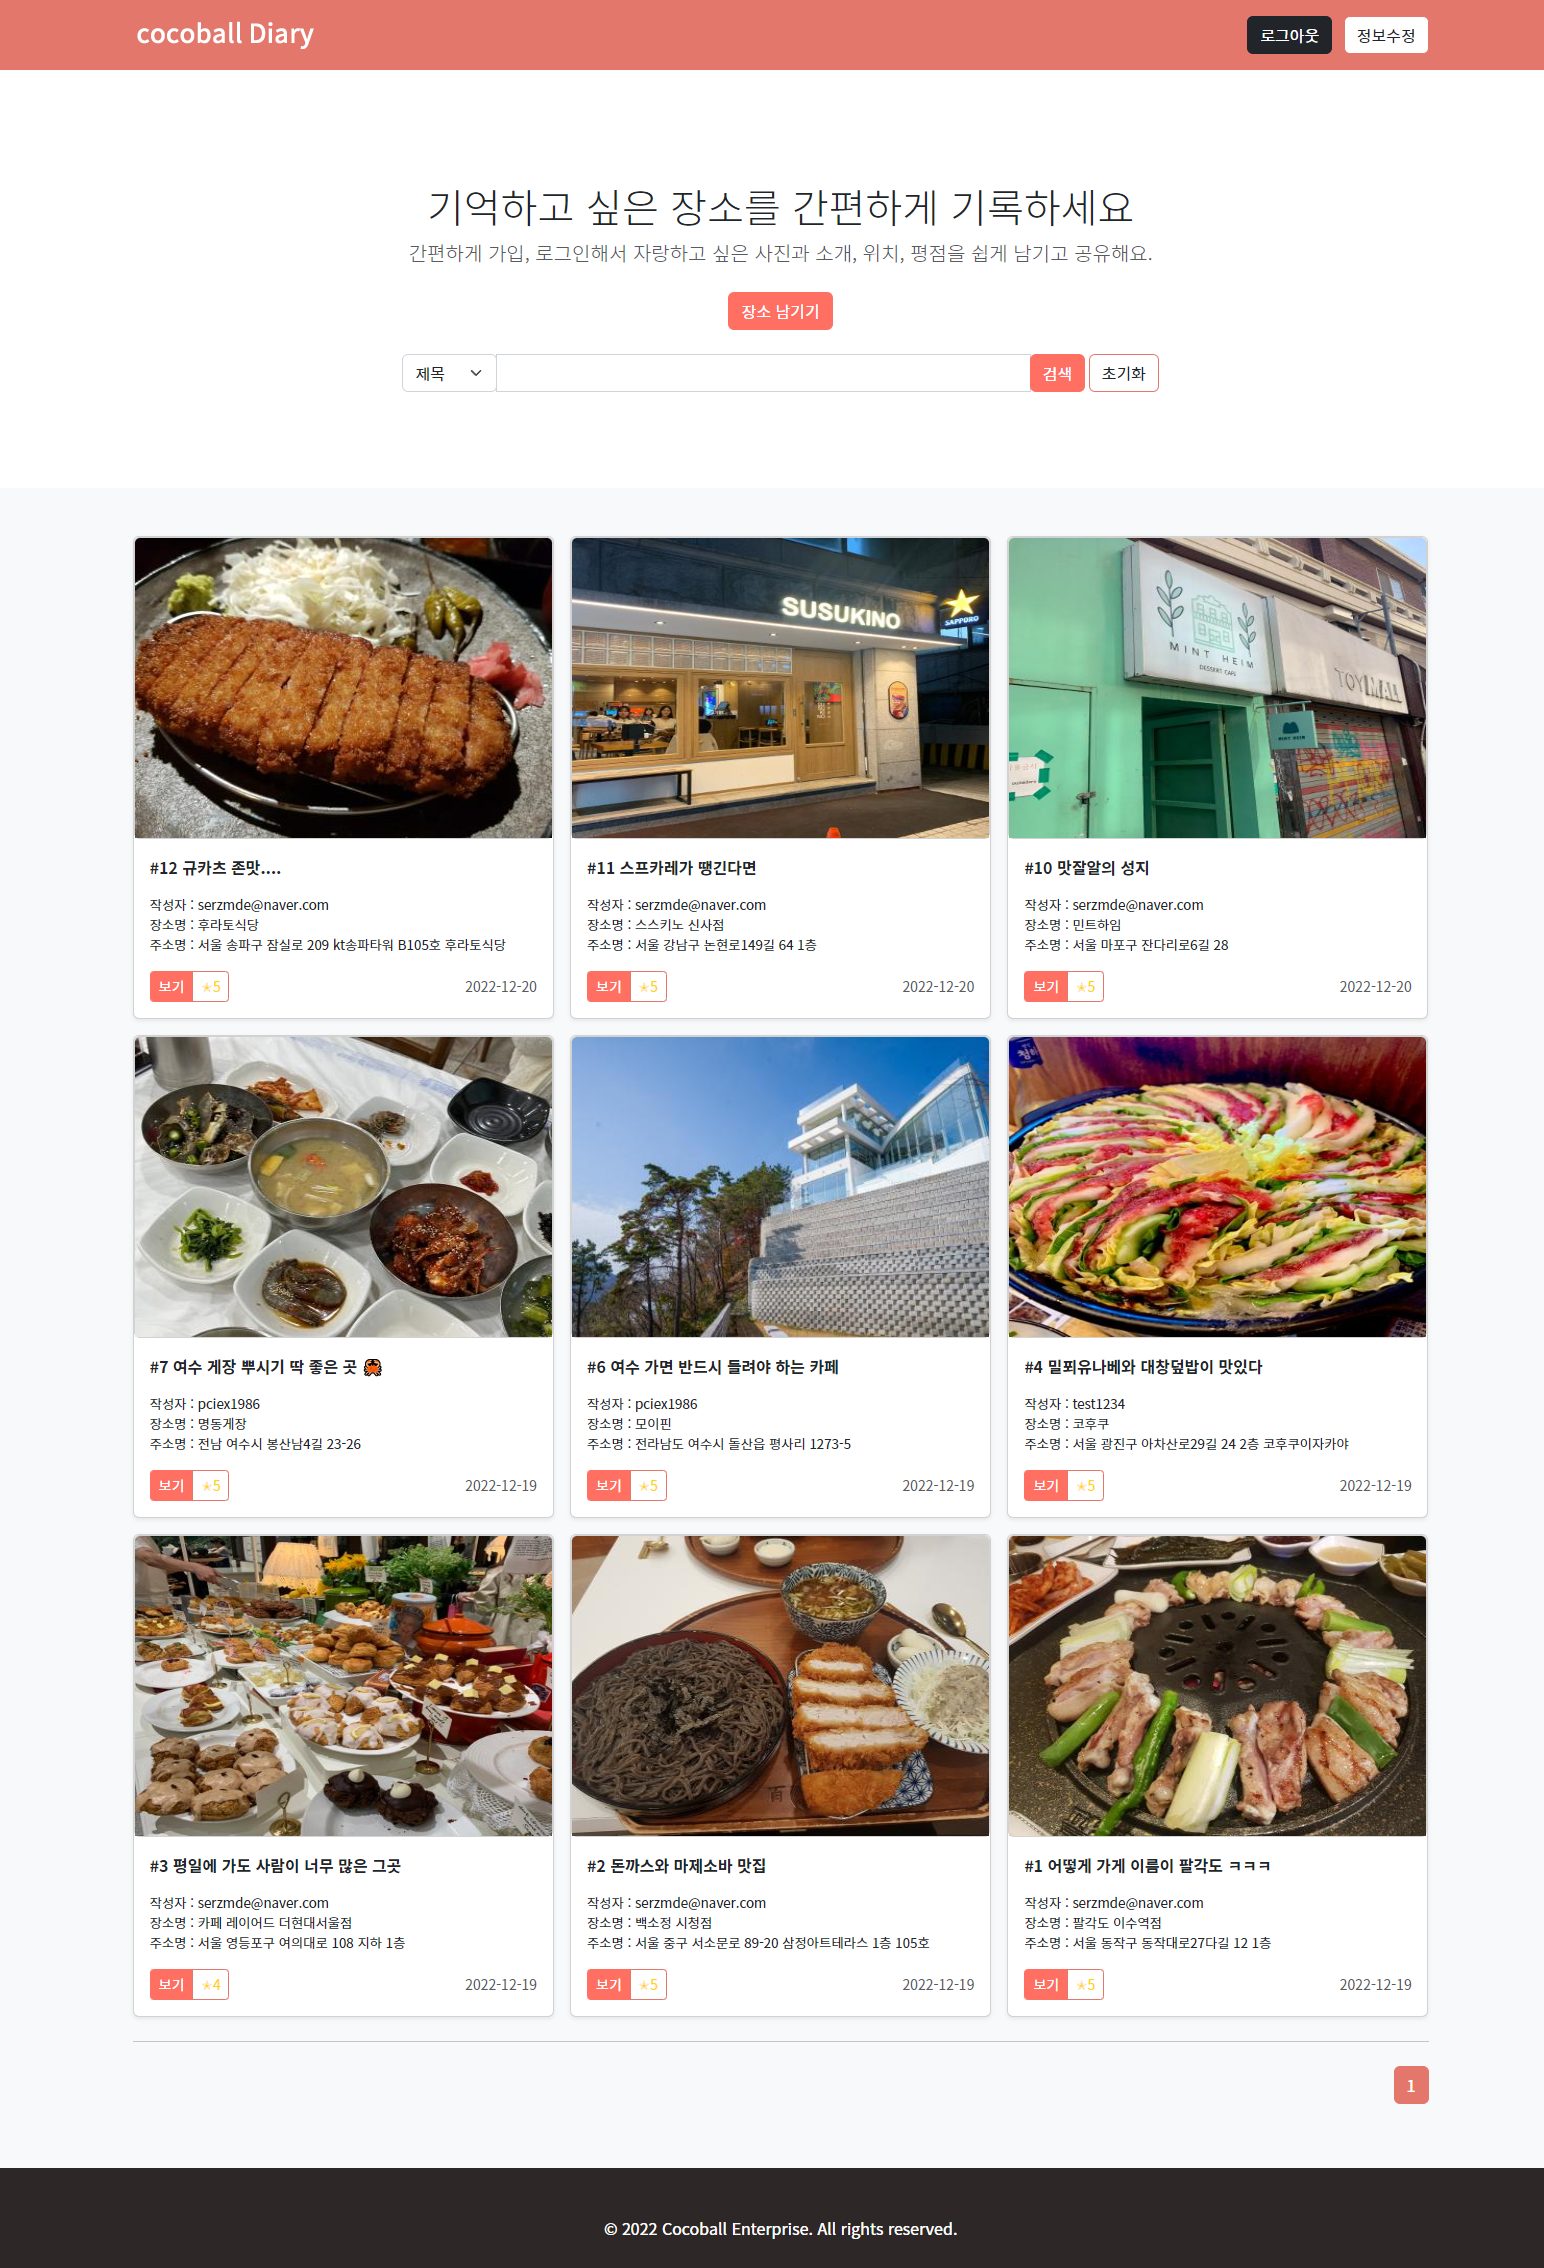 cocoball Diary
로그아웃
정보수정
기억하고 싶은 장소를 간편하게 기록하세요
간편하게 가입, 로그인해서 자랑하고 싶은 사진과 소개, 위치, 평점을 쉽게 남기고 공유해요.
장소 남기기
제목
검색
초기화
SUSUKINO
SAPPORO
MINT HEIM
DESSERT CAFE
TOY MALL
MINT HEIM
#12 규카츠 존맛....
작성자 : serzmde@naver.com
장소명 : 후라토식당
주소명 : 서울 송파구 잠실로 209 kt송파타워 B105호 후라토식당
보기
★5
2022-12-20
#11 스프카레가 땡긴다면
작성자 : serzmde@naver.com
장소명 : 스스키노 신사점
주소명 : 서울 강남구 논현로149길 64 1층
보기
★5
2022-12-20
#10 맛잘알의 성지
작성자 : serzmde@naver.com
장소명 : 민트하임
주소명 : 서울 마포구 잔다리로6길 28
보기
★5
2022-12-20
#7 여수 게장 뿌시기 딱 좋은 곳 🦀
작성자 : pciex1986
장소명 : 명동게장
주소명 : 전남 여수시 봉산남4길 23-26
보기
★5
2022-12-19
#6 여수 가면 반드시 들려야 하는 카페
작성자 : pciex1986
장소명 : 모이핀
주소명 : 전라남도 여수시 돌산읍 평사리 1273-5
보기
★5
2022-12-19
#4 밀푀유나베와 대창덮밥이 맛있다
작성자 : test1234
장소명 : 코후쿠
주소명 : 서울 광진구 아차산로29길 24 2층 코후쿠이자카야
보기
★5
2022-12-19
#3 평일에 가도 사람이 너무 많은 그곳
작성자 : serzmde@naver.com
장소명 : 카페 레이어드 더현대서울점
주소명 : 서울 영등포구 여의대로 108 지하 1층
보기
★4
2022-12-19
#2 돈까스와 마제소바 맛집
작성자 : serzmde@naver.com
장소명 : 백소정 시청점
주소명 : 서울 중구 서소문로 89-20 삼정아트테라스 1층 105호
보기
★5
2022-12-19
#1 어떻게 가게 이름이 팔각도 ㅋㅋㅋ
작성자 : serzmde@naver.com
장소명 : 팔각도 이수역점
주소명 : 서울 동작구 동작대로27다길 12 1층
보기
★5
2022-12-19
1
© 2022 Cocoball Enterprise. All rights reserved.